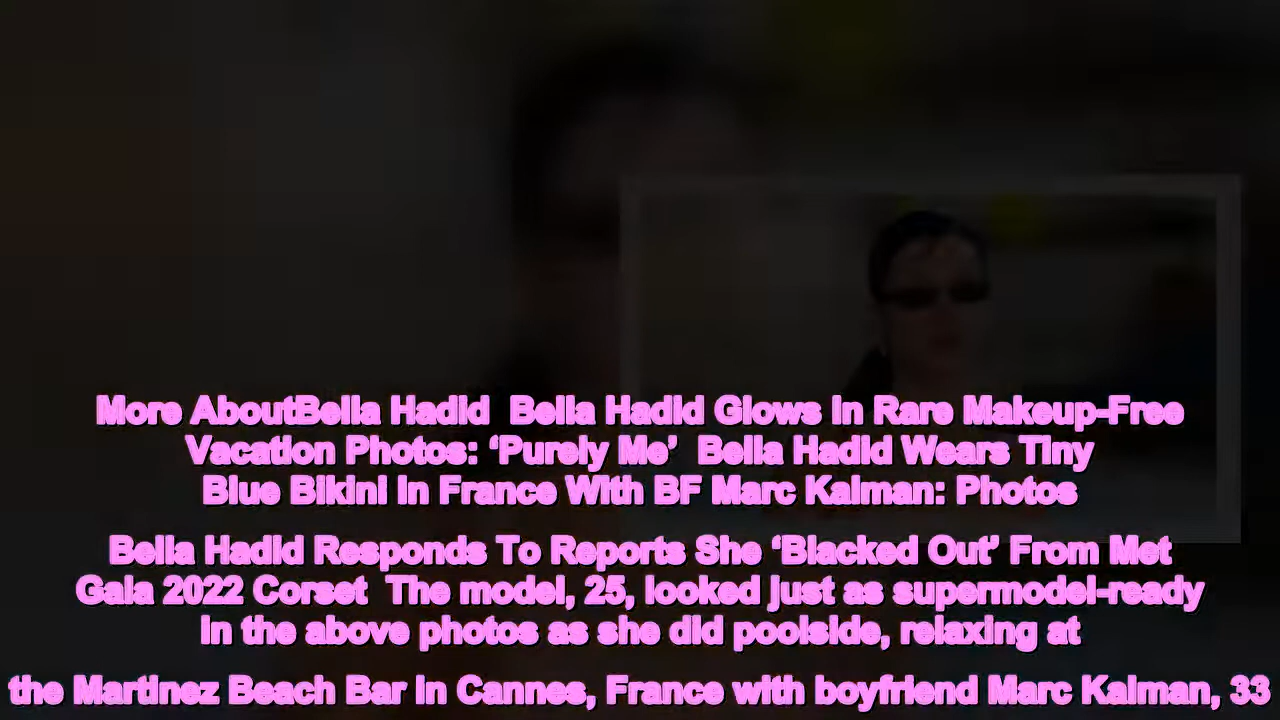 More AboutBella Hadid  Bella Hadid Glows In Rare Makeup-Free
Vacation Photos: ‘Purely Me’  Bella Hadid Wears Tiny
Blue Bikini In France With BF Marc Kalman: Photos
Bella Hadid Responds To Reports She ‘Blacked Out’ From Met
Gala 2022 Corset  The model, 25, looked just as supermodel-ready
in the above photos as she did poolside, relaxing at
the Martinez Beach Bar in Cannes, France with boyfriend Marc Kalman, 33